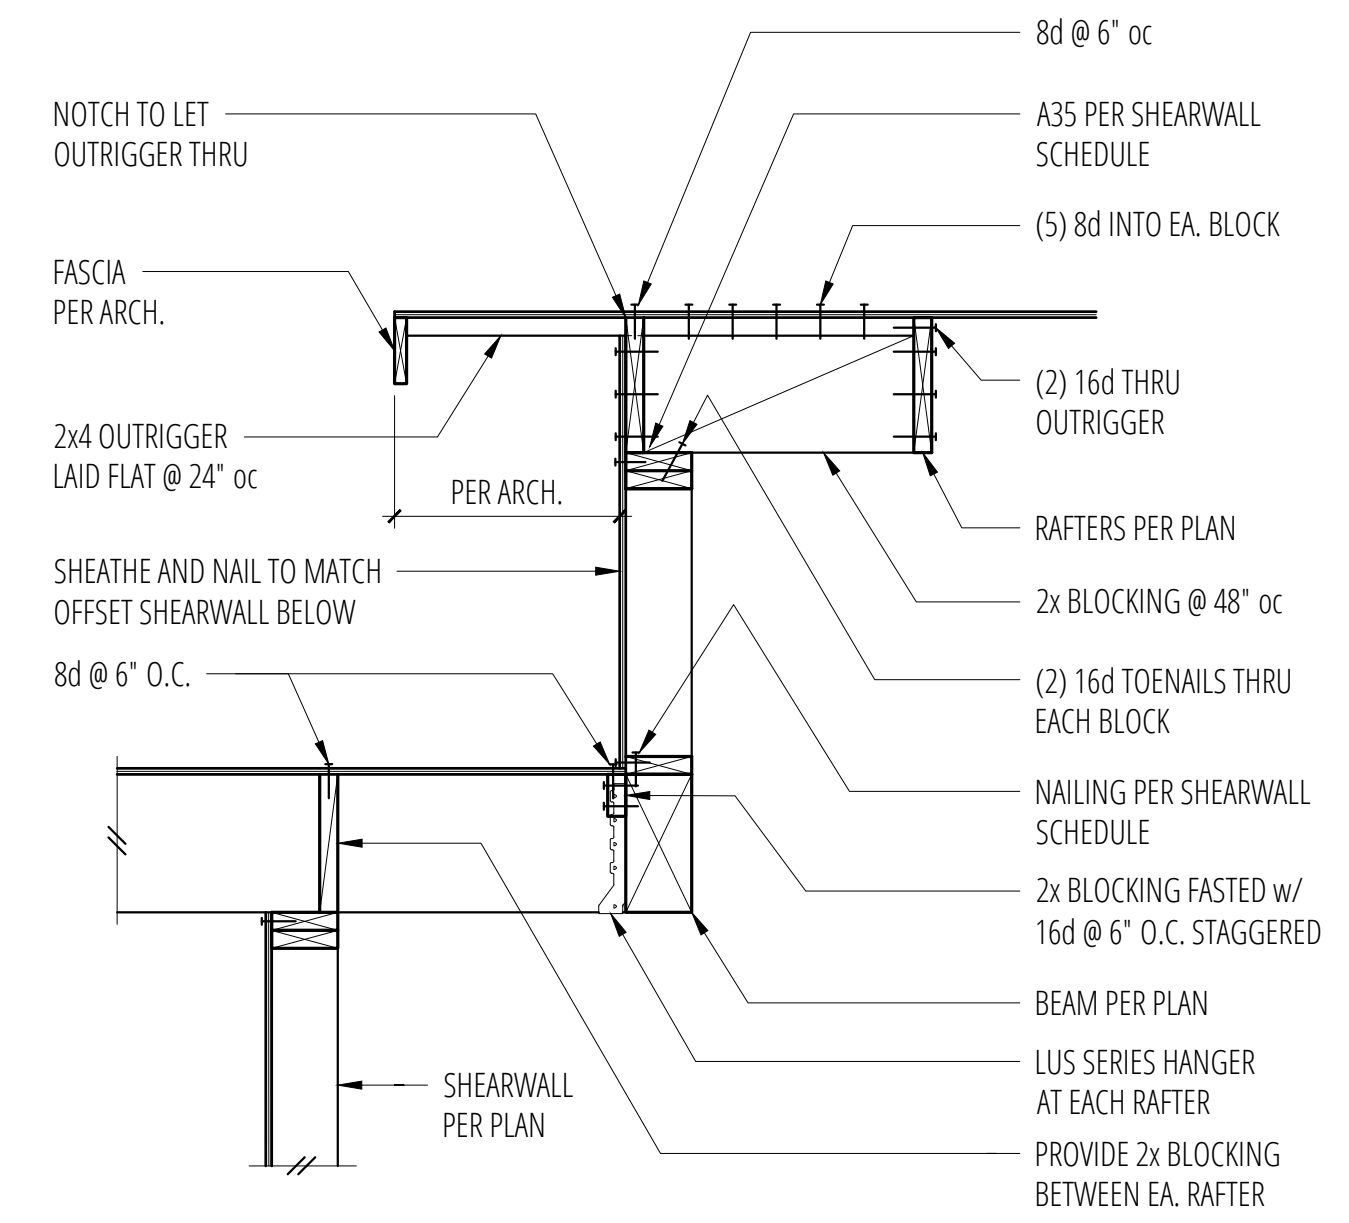 NOTCH TO LET
OUTRIGGER THRU
FASCIA
PER ARCH.
2x4 OUTRIGGER
LAID FLAT @ 24" oc
PER ARCH.
SHEATHE AND NAIL TO MATCH
OFFSET SHEARWALL BELOW
8d @ 6" O.C.
SHEARWALL
PER PLAN
8d @ 6" oc
A35 PER SHEARWALL
SCHEDULE
(5) 8d INTO EA. BLOCK
(2) 16d THRU
OUTRIGGER
RAFTERS PER PLAN
2x BLOCKING @ 48" oc
(2) 16d TOENAILS THRU
EACH BLOCK
NAILING PER SHEARWALL
SCHEDULE
2x BLOCKING FASTED w/
16d @ 6" O.C. STAGGERED
BEAM PER PLAN
LUS SERIES HANGER
AT EACH RAFTER
PROVIDE 2x BLOCKING
BETWEEN EA. RAFTER